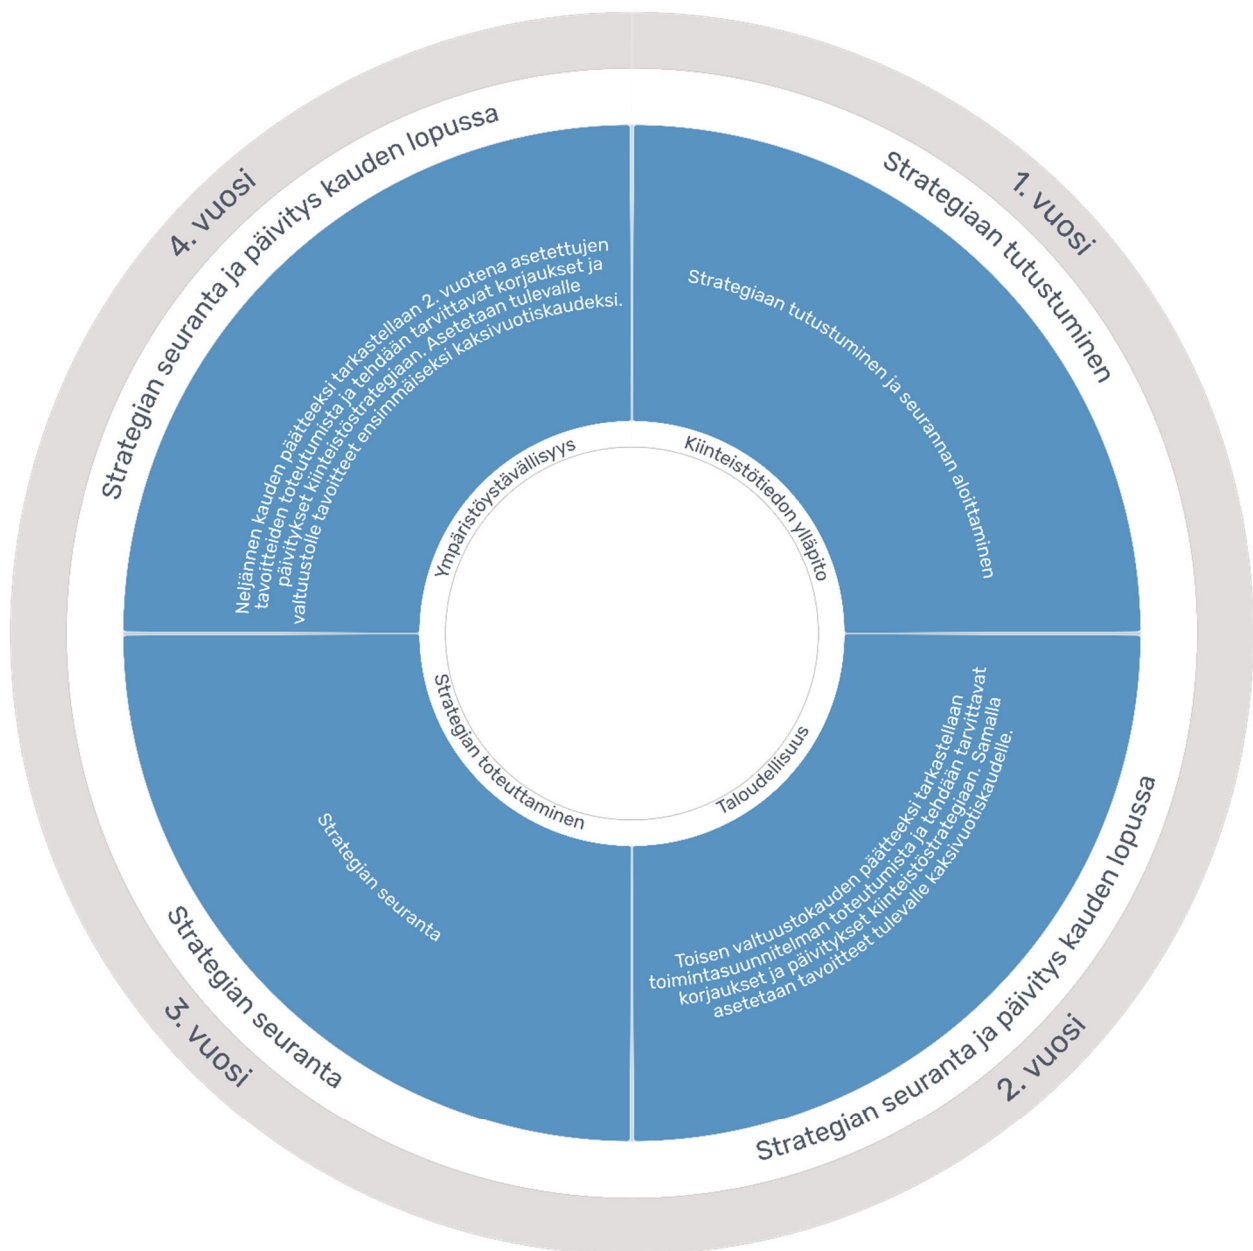 1. vuosi
Strategiaan tutustuminen
Strategiaan tutustuminen ja seurannan aloittaminen
Kiinteistötiedon ylläpito
2. vuosi
Strategian seuranta ja päivitys kauden lopussa
Toisen valtuustokauden päätteeksi tarkastellaan
toimintasuunnitelman toteutumista ja tehdään tarvittavat
korjaukset ja päivitykset kiinteistöstrategiaan. Samalla
asetetaan tavoitteet tulevalle kaksivuotiskaudelle.
Taloudellisuus
3. vuosi
Strategian seuranta
Strategian seuranta
Strategian toteuttaminen
4. vuosi
Strategian seuranta ja päivitys kauden lopussa
Neljännen kauden päätteeksi tarkastellaan 2. vuotena asetettujen
tavoitteiden toteutumista ja tehdään tarvittavat korjaukset ja
päivitykset kiinteistöstrategiaan. Asetetaan tulevalle
valtuustolle tavoitteet ensimmäiseksi kaksivuotiskaudeksi.
Ympäristöystävällisyys